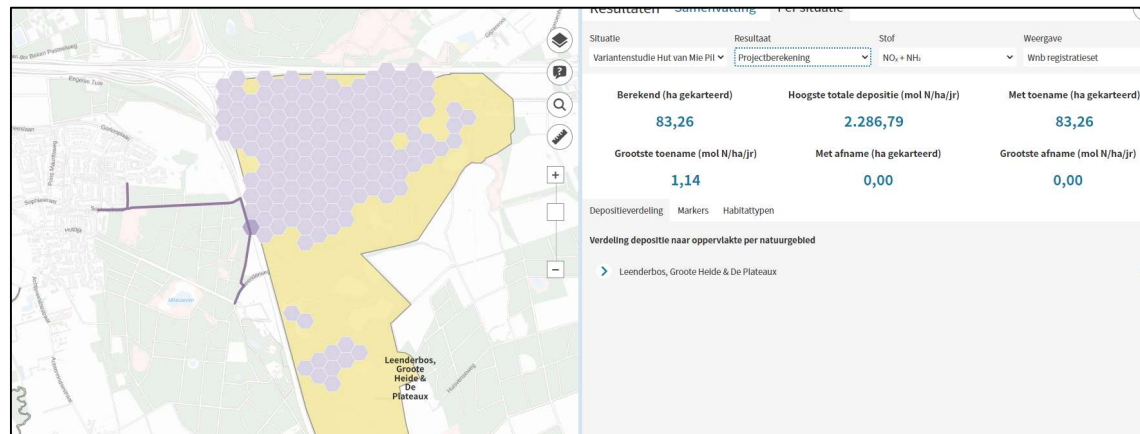 Resultaten Samenvatting Per situatie
Situatie Resultaat Stof Weergave
Variantenstudie Hut van Mie Pil Projectberekening NOₓ + NH₃ Wnb registratieset
Berekend (ha gekarteerd) Hoogste totale depositie (mol N/ha/jr) Met toename (ha gekarteerd)
83,26 2.286,79 83,26
Grootste toename (mol N/ha/jr) Met afname (ha gekarteerd) Grootste afname (mol N/ha/jr)
1,14 0,00 0,00
Depositieverdeling Markers Habitattypen
Verdeling depositie naar oppervlakte per natuurgebied
Leenderbos, Groote Heide & De Plateaux
Leenderbos,
Groote
Heide &
De
Plateaux